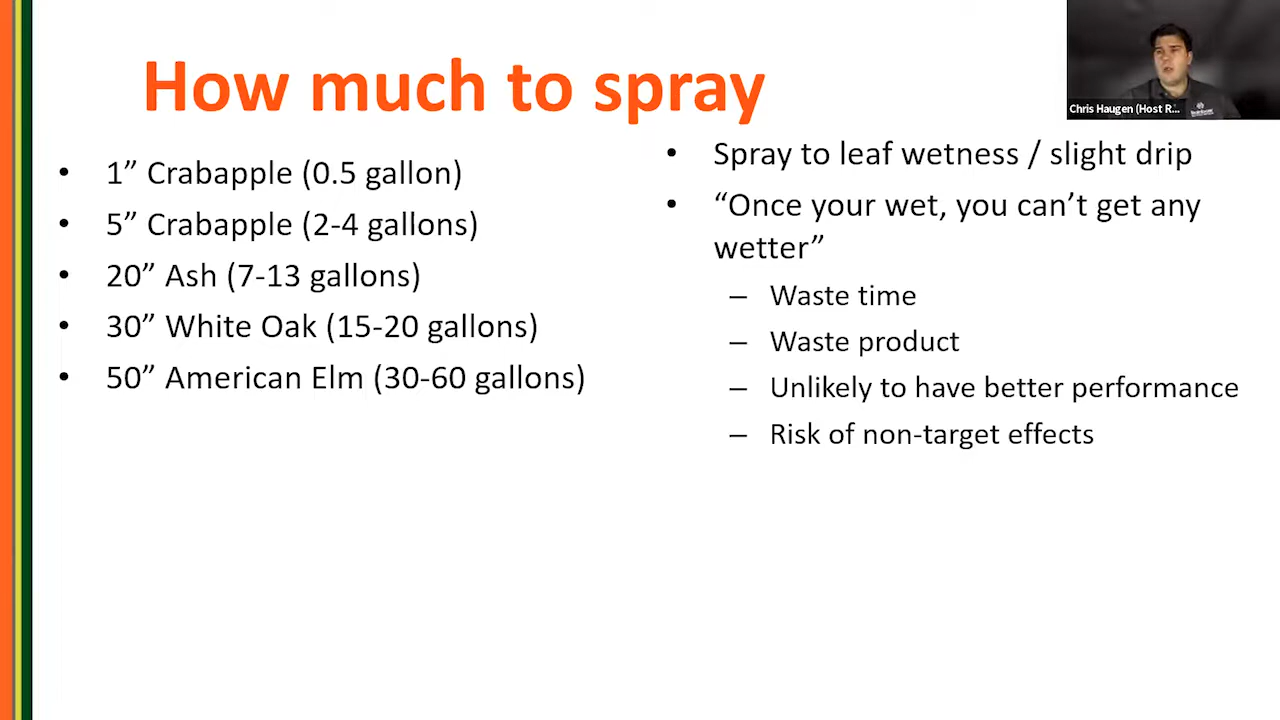 How much to spray
• 1” Crabapple (0.5 gallon)
• 5” Crabapple (2-4 gallons)
• 20” Ash (7-13 gallons)
• 30” White Oak (15-20 gallons)
• 50” American Elm (30-60 gallons)
• Spray to leaf wetness / slight drip
• “Once your wet, you can’t get any
wetter”
– Waste time
– Waste product
– Unlikely to have better performance
– Risk of non-target effects
Chris Haugen (Host R...